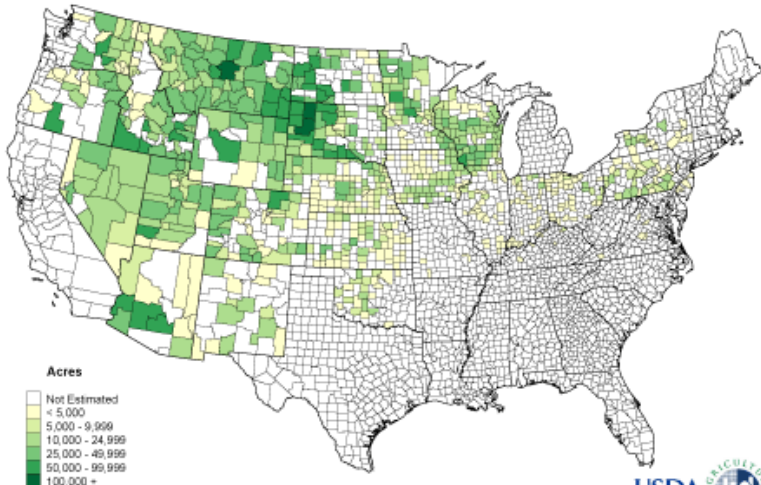 Acres
Not Estimated
< 5,000
5,000 - 9,999
10,000 - 24,999
25,000 - 49,999
50,000 - 99,999
100,000 +
USDA